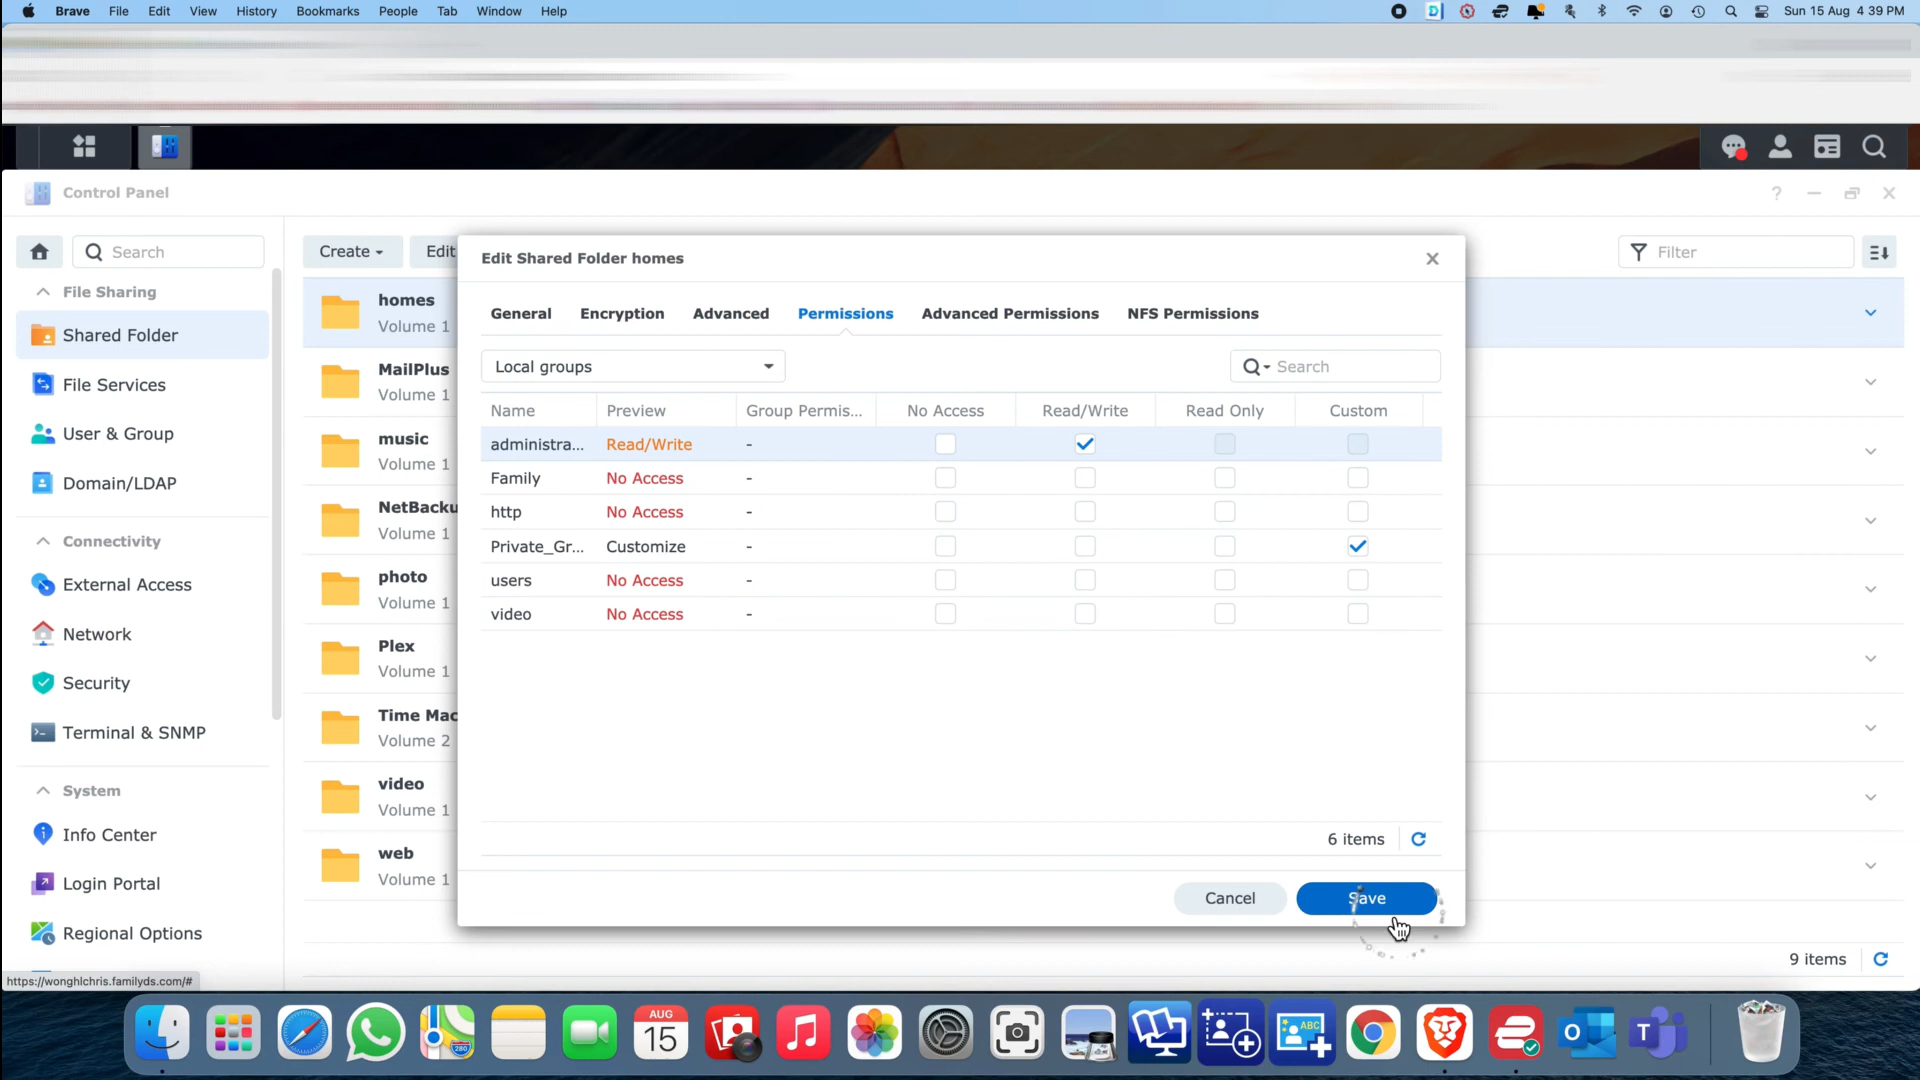 Brave File Edit View History Bookmarks People Tab Window Help Sun 15 Aug 4 39 PM
Control Panel
Search
File Sharing
Shared Folder
File Services
User & Group
Domain/LDAP
Connectivity
External Access
Network
Security
Terminal & SNMP
System
Info Center
Login Portal
Regional Options
https://wonghlchris.familyds.com/#
Create Edit Filter
homes
Volume 1
MailPlus
Volume 1
music
Volume 1
NetBacku
Volume 1
photo
Volume 1
Plex
Volume 1
Time Mac
Volume 2
video
Volume 1
web
Volume 1
9 items
Edit Shared Folder homes
General Encryption Advanced Permissions Advanced Permissions NFS Permissions
Local groups Search
Name Preview Group Permis... No Access Read/Write Read Only Custom
administra... Read/Write -
Family No Access -
http No Access -
Private_Gr... Customize -
users No Access -
video No Access -
6 items
Cancel Save
AUG
15
280
ABC
O
T